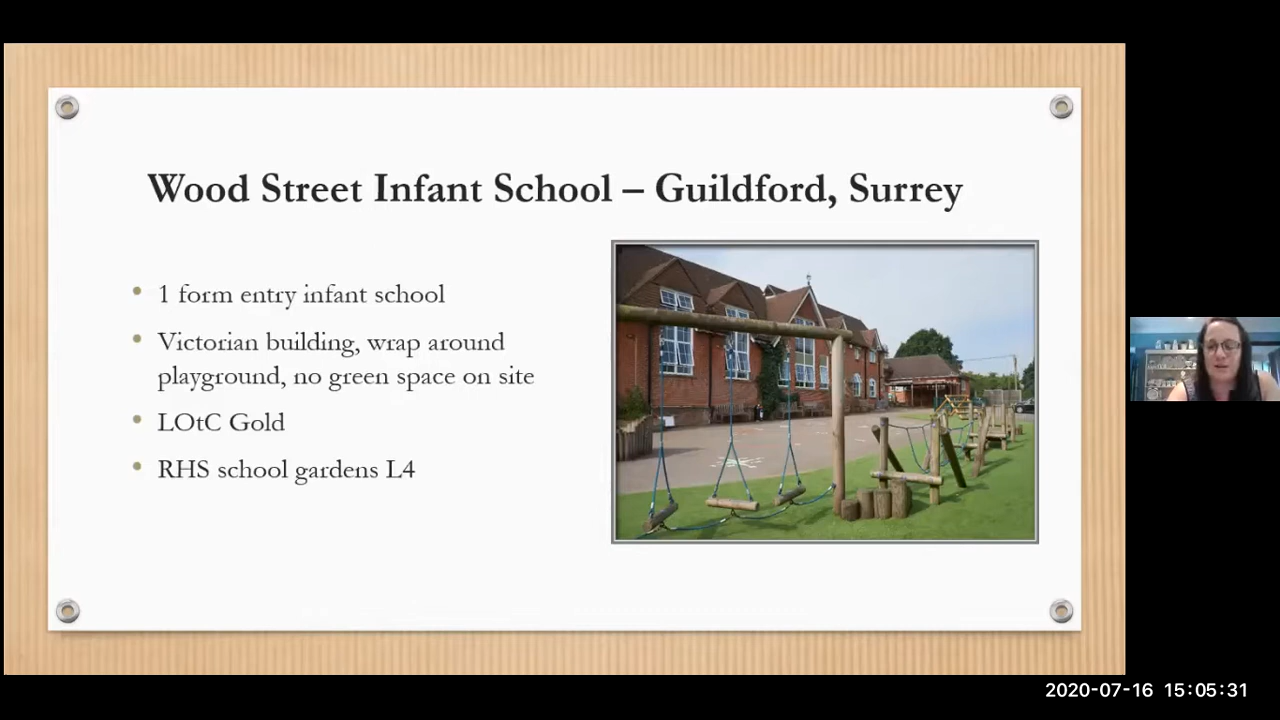 Wood Street Infant School – Guildford, Surrey
• 1 form entry infant school
• Victorian building, wrap around
playground, no green space on site
• LOtC Gold
• RHS school gardens L4
2020-07-16 15:05:31